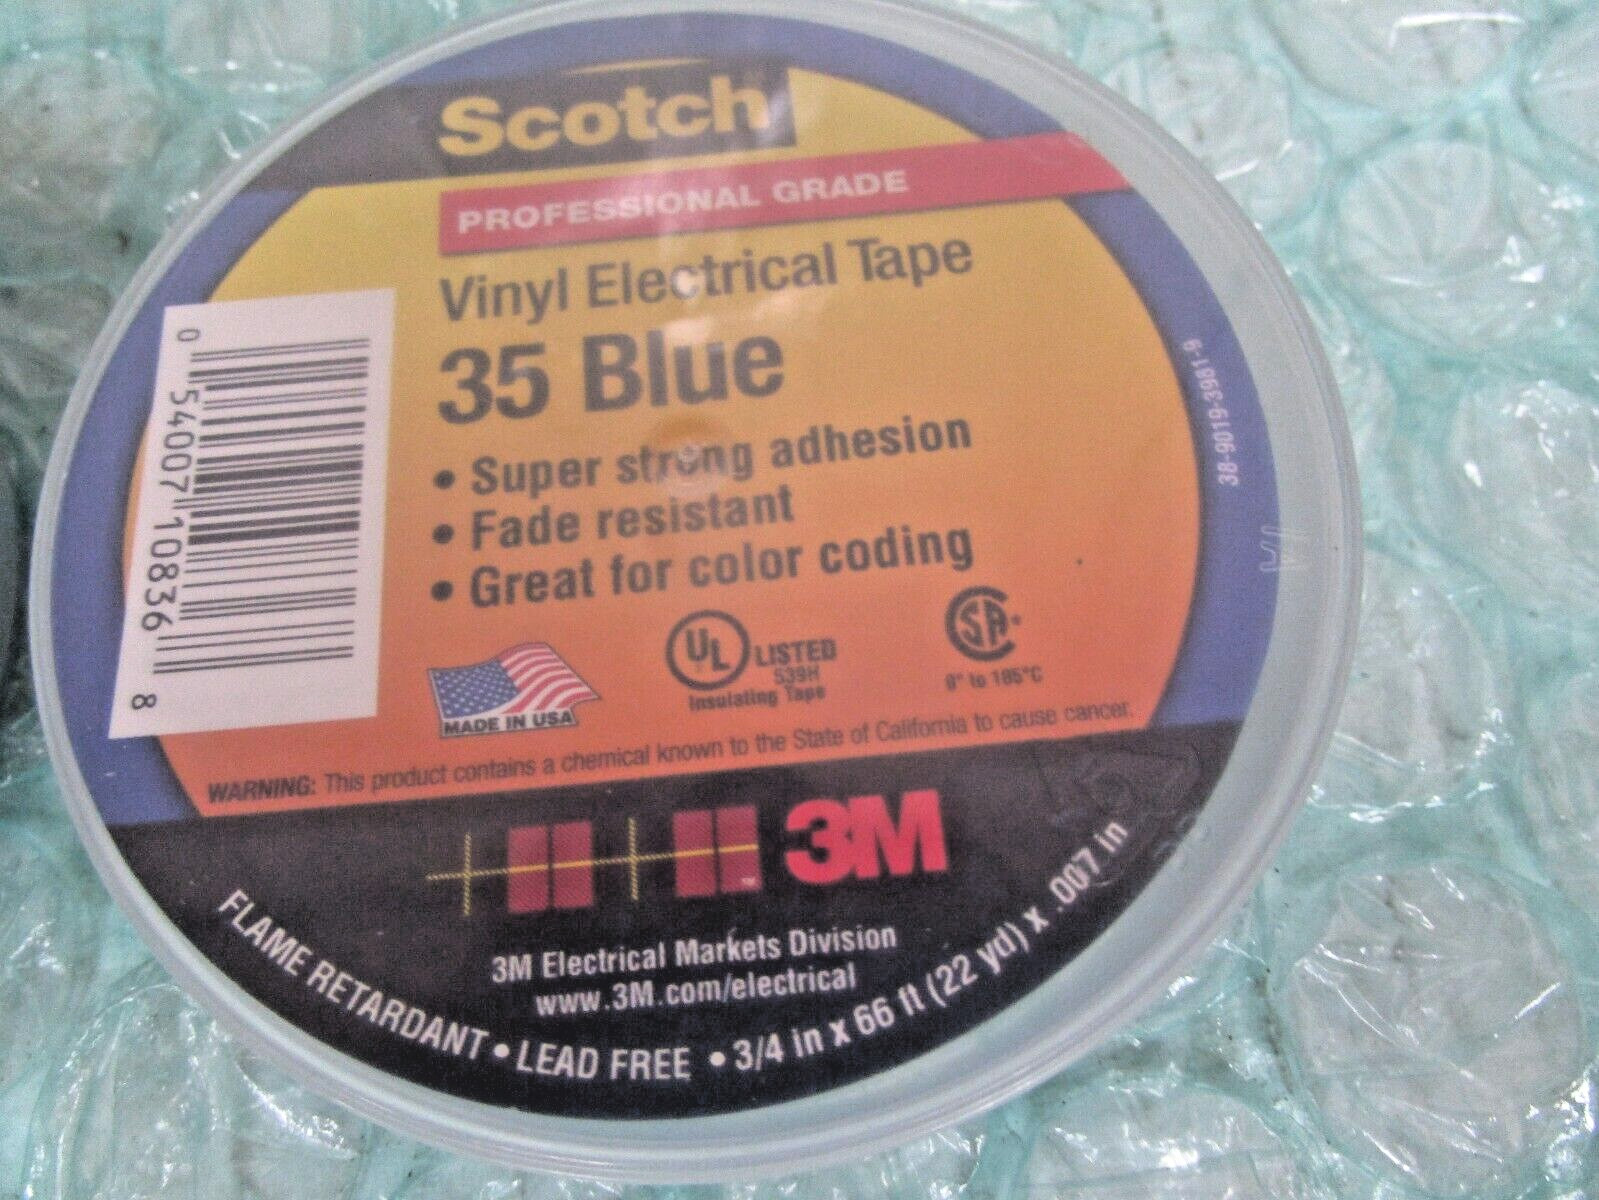 Scotch
PROFESSIONAL GRADE
Vinyl Electrical Tape
35 Blue
• Super strong adhesion
• Fade resistant
• Great for color coding
MADE IN USA
UL LISTED
539H
Insulating Tape
SA
0° to 105°C
WARNING: This product contains a chemical known to the State of California to cause cancer.
3M
3M Electrical Markets Division
www.3M.com/electrical
FLAME RETARDANT • LEAD FREE • 3/4 in x 66 ft (22 yd) x .007 in
0 54007 10836 8
38-9019-3981-9